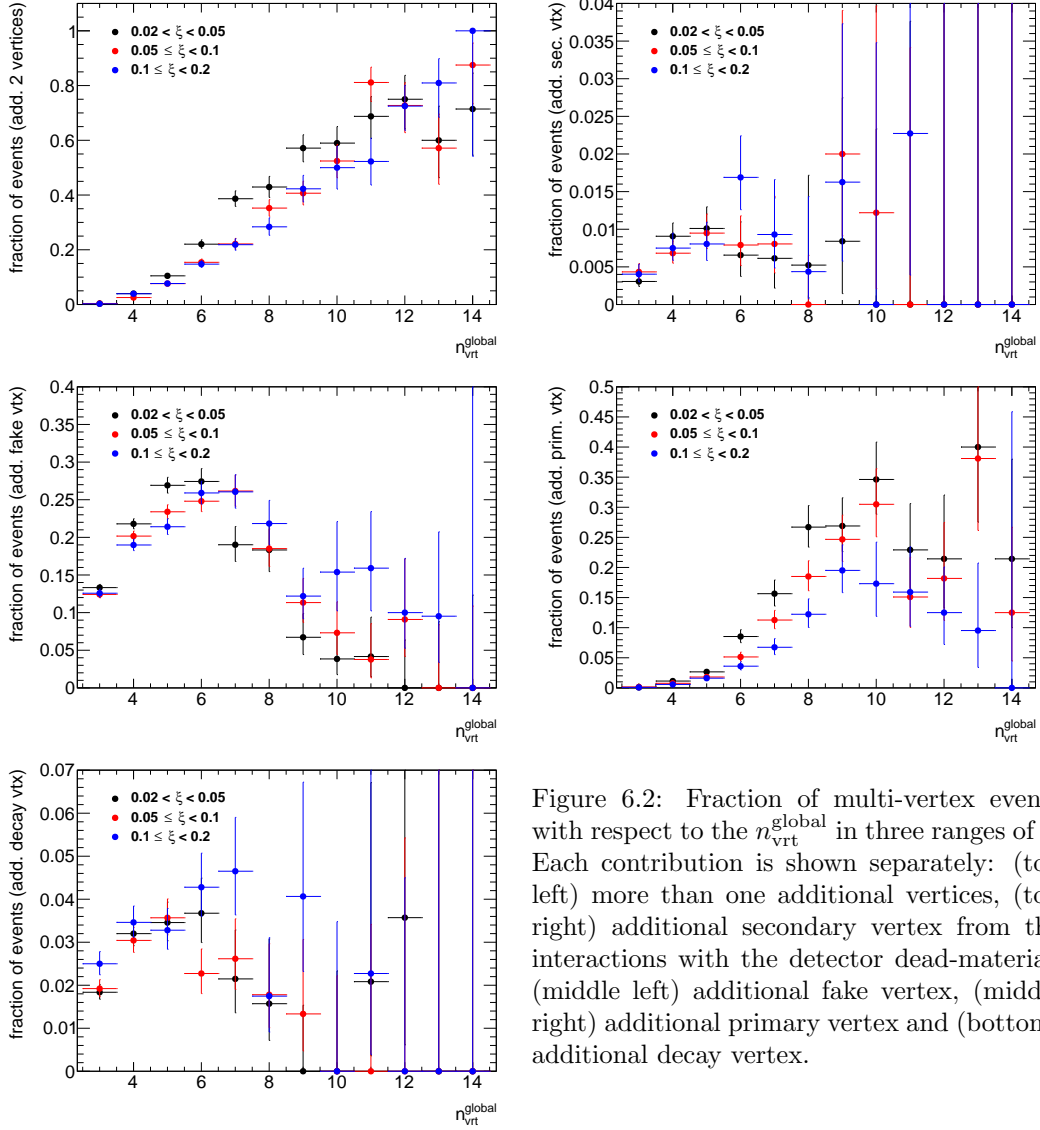 fraction of events (add. 2 vertices)
1
0.8
0.6
0.4
0.2
0
0.02 < ξ < 0.05
0.05 ≤ ξ < 0.1
0.1 ≤ ξ < 0.2
4 6 8 10 12 14
n_vrt^global
fraction of events (add. sec. vtx)
0.04
0.035
0.03
0.025
0.02
0.015
0.01
0.005
0
0.02 < ξ < 0.05
0.05 ≤ ξ < 0.1
0.1 ≤ ξ < 0.2
4 6 8 10 12 14
n_vrt^global
fraction of events (add. fake vtx)
0.4
0.35
0.3
0.25
0.2
0.15
0.1
0.05
0
0.02 < ξ < 0.05
0.05 ≤ ξ < 0.1
0.1 ≤ ξ < 0.2
4 6 8 10 12 14
n_vrt^global
fraction of events (add. prim. vtx)
0.5
0.45
0.4
0.35
0.3
0.25
0.2
0.15
0.1
0.05
0
0.02 < ξ < 0.05
0.05 ≤ ξ < 0.1
0.1 ≤ ξ < 0.2
4 6 8 10 12 14
n_vrt^global
fraction of events (add. decay vtx)
0.07
0.06
0.05
0.04
0.03
0.02
0.01
0
0.02 < ξ < 0.05
0.05 ≤ ξ < 0.1
0.1 ≤ ξ < 0.2
4 6 8 10 12 14
n_vrt^global
Figure 6.2: Fraction of multi-vertex even
with respect to the n_vrt^global in three ranges of
Each contribution is shown separately: (to
left) more than one additional vertices, (to
right) additional secondary vertex from th
interactions with the detector dead-materia
(middle left) additional fake vertex, (midd
right) additional primary vertex and (bottom
additional decay vertex.